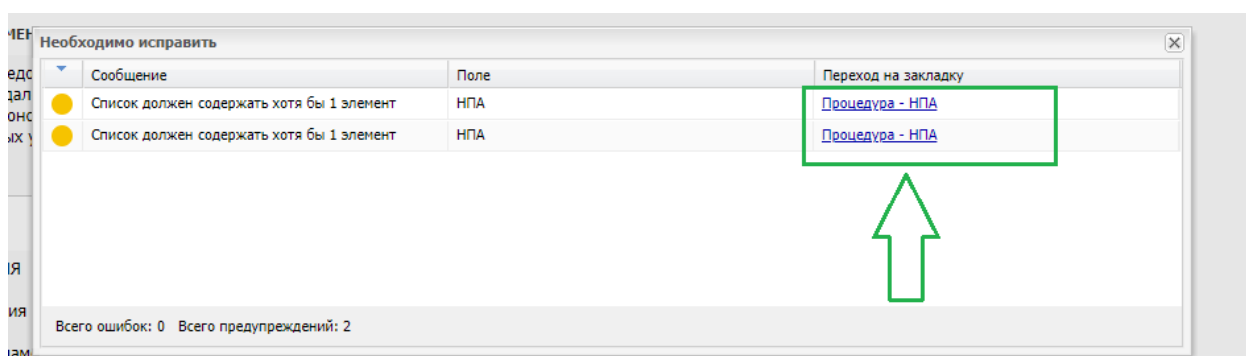 Необходимо исправить
Сообщение Поле Переход на закладку
Список должен содержать хотя бы 1 элемент НПА Процедура - НПА
Список должен содержать хотя бы 1 элемент НПА Процедура - НПА
Всего ошибок: 0 Всего предупреждений: 2